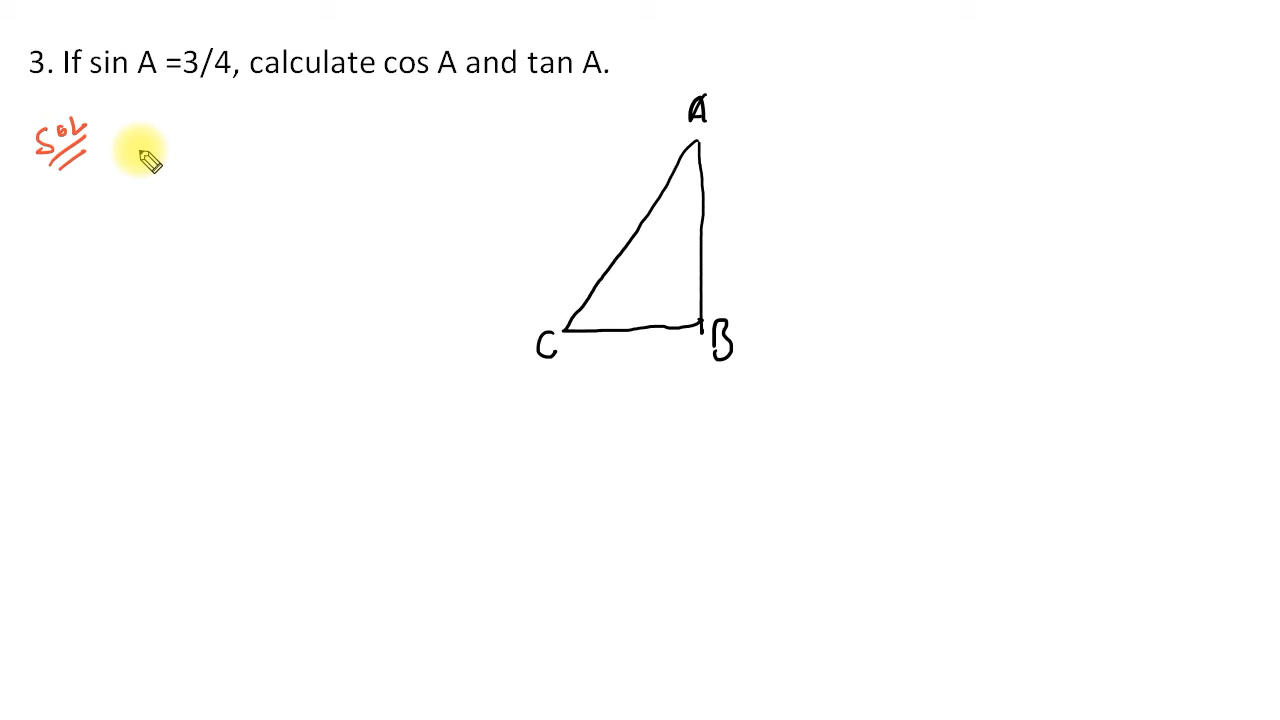 3. If sin A =3/4, calculate cos A and tan A.
Sol
A
C
B